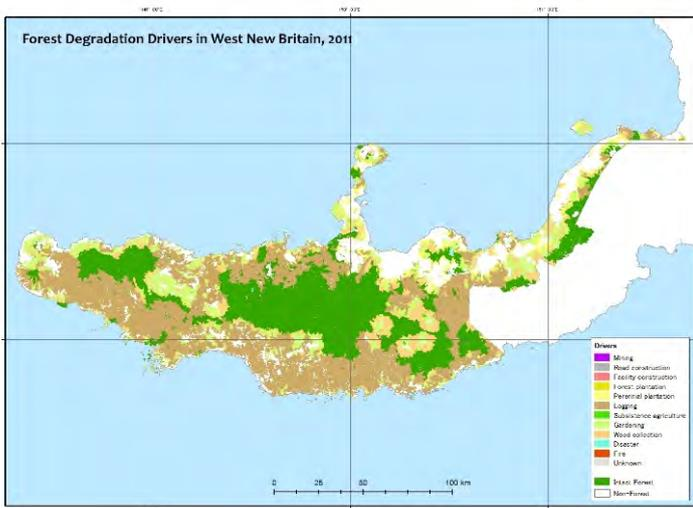 Forest Degradation Drivers in West New Britain, 2011
Drivers
Mining
Road construction
Facility construction
Forest plantation
Perennial plantation
Logging
Subsistence agriculture
Gardening
Wood collection
Disaster
Fire
Unknown
Intact Forest
Non-Forest
0 25 50 100 km